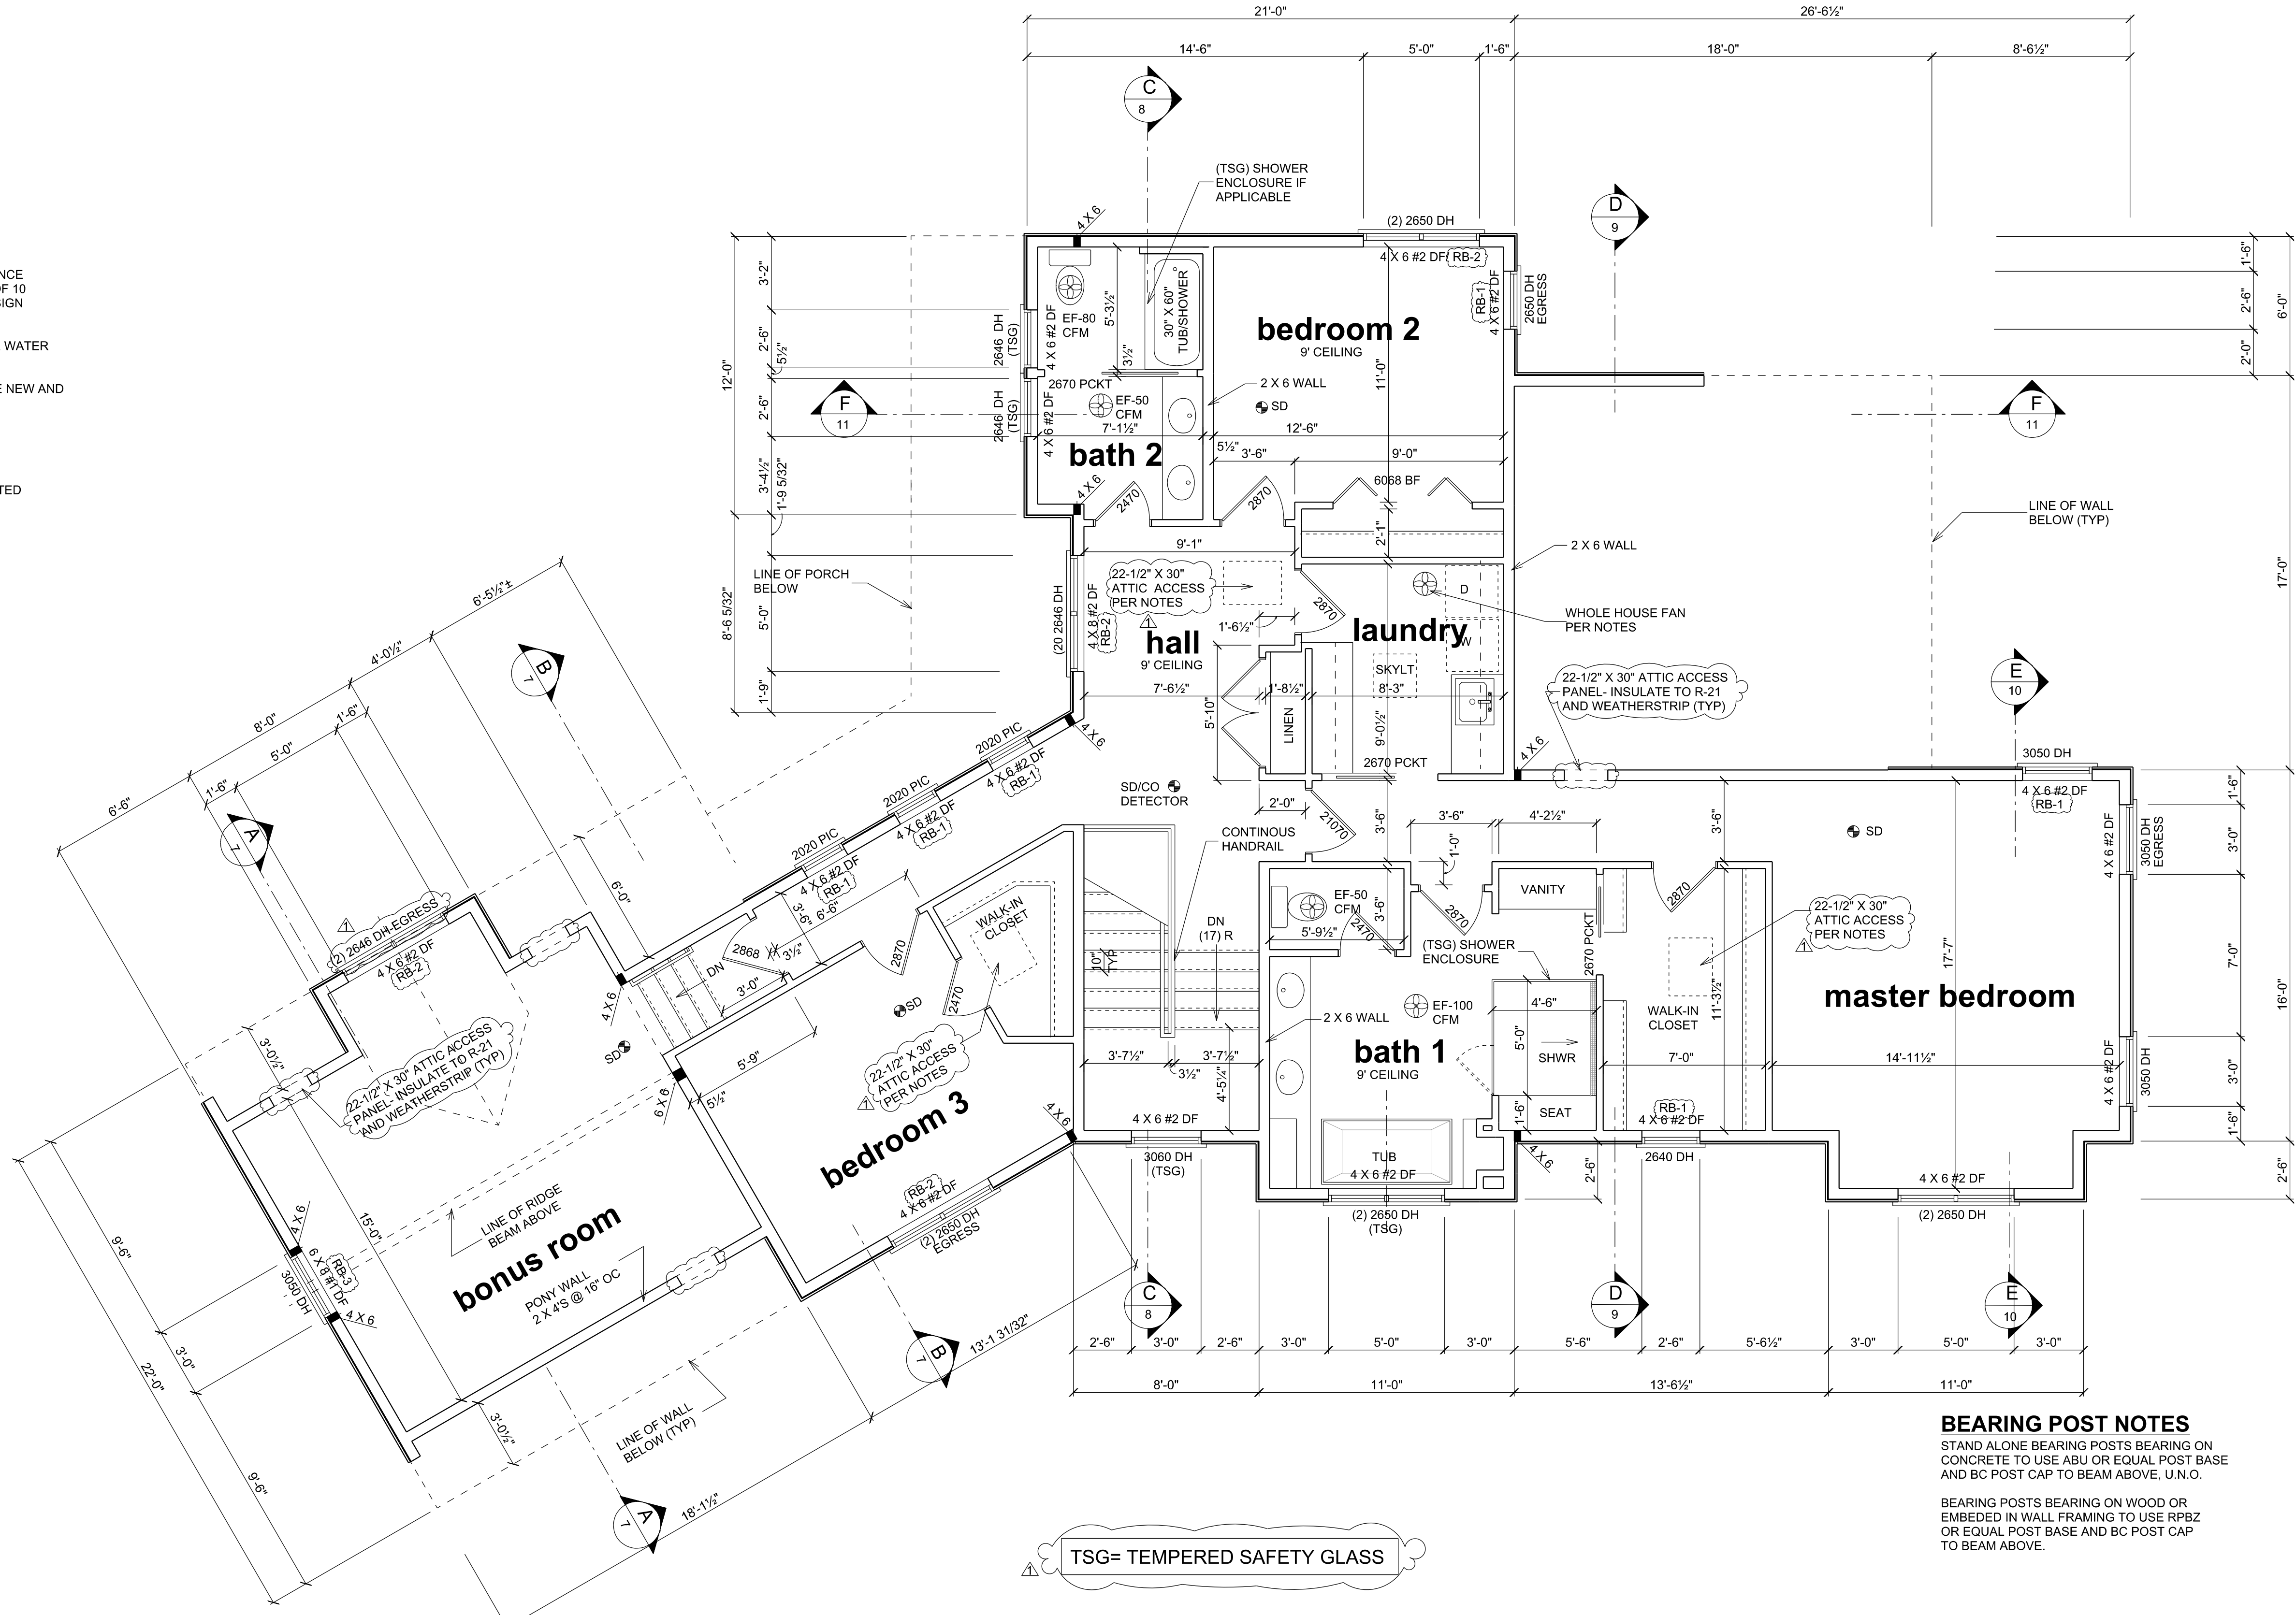 21'-0"
26'-6½"
14'-6"
5'-0"
1'-6"
18'-0"
8'-6½"
C
8
D
9
(TSG) SHOWER
ENCLOSURE IF
APPLICABLE
NCE
OF 10
SIGN
WATER
E NEW AND
TED
4 X 6
(2) 2650 DH
4 X 6 #2 DF
RB-2
RB-1
4 X 6 #2 DF
2650 DH
EGRESS
12'-0"
3'-2"
2'-6"
5½"
2'-6"
3'-4½"
1'-9 5/32"
8'-6 5/32"
5'-0"
1'-9"
2646 DH
(TSG)
4 X 6 #2 DF
2646 DH
(TSG)
4 X 6 #2 DF
EF-80
CFM
5'-3½"
3½"
30" X 60"
TUB/SHOWER
2670 PCKT
EF-50
CFM
7'-1½"
bath 2
4 X 6
2470
bedroom 2
9' CEILING
2 X 6 WALL
SD
11'-0"
12'-6"
5½"
3'-6"
9'-0"
6068 BF
2870
2'-1"
1'-6"
2'-6"
2'-0"
6'-0"
17'-0"
F
11
F
11
LINE OF WALL
BELOW (TYP)
2 X 6 WALL
LINE OF PORCH
BELOW
9'-1"
22-1/2" X 30"
ATTIC ACCESS
PER NOTES
1
(20 2646 DH
4 X 8 #2 DF
RB-2
hall
9' CEILING
1'-6½"
2870
laundry
D
W
SKYLT
WHOLE HOUSE FAN
PER NOTES
7'-6½"
1'-8½"
8'-3"
5'-10"
LINEN
9'-0½"
2670 PCKT
4 X 6
22-1/2" X 30" ATTIC ACCESS
PANEL- INSULATE TO R-21
AND WEATHERSTRIP (TYP)
4 X 6
E
10
3050 DH
4 X 6 #2 DF
RB-1
6'-5½"±
4'-0½"
8'-0"
1'-6"
5'-0"
1'-6"
6'-6"
B
7
A
7
2020 PIC
4 X 6 #2 DF
RB-1
2020 PIC
4 X 6 #2 DF
RB-1
2020 PIC
4 X 6 #2 DF
RB-1
SD/CO
DETECTOR
2'-0"
21070
CONTINOUS
HANDRAIL
3'-6"
3'-6"
1'-0"
4'-2½"
3'-6"
SD
4 X 6 #2 DF
3050 DH
EGRESS
1'-6"
3'-0"
7'-0"
3'-0"
1'-6"
16'-0"
2'-6"
6'-0"
3'-6"
6'-6"
2868
3½"
2870
WALK-IN
CLOSET
2470
DN
3'-0"
DN
(17) R
10"
TYP
EF-50
CFM
3'-6"
2470
5'-9½"
2870
VANITY
2670 PCKT
(TSG) SHOWER
ENCLOSURE
2870
22-1/2" X 30"
ATTIC ACCESS
PER NOTES
1
17'-7"
master bedroom
1
(2) 2646 DH-EGRESS
4 X 6 #2 DF
RB-2
4 X 6
SD
SD
5'-9"
3'-0½"
22-1/2" X 30" ATTIC ACCESS
PANEL- INSULATE TO R-21
AND WEATHERSTRIP (TYP)
6 X 6
5½"
22-1/2" X 30"
ATTIC ACCESS
PER NOTES
1
bedroom 3
4 X 6
3'-7½"
3'-7½"
3½"
4'-5¼"
2 X 6 WALL
EF-100
CFM
bath 1
9' CEILING
4'-6"
5'-0"
SHWR
1'-6"
SEAT
WALK-IN
CLOSET
11'-3½"
7'-0"
14'-11½"
4 X 6 #2 DF
3050 DH
4 X 6 #2 DF
3060 DH
(TSG)
TUB
4 X 6 #2 DF
(2) 2650 DH
(TSG)
4 X 6
2'-6"
RB-1
4 X 6 #2 DF
2640 DH
4 X 6 #2 DF
(2) 2650 DH
RB-2
4 X 6 #2 DF
(2) 2650 DH
EGRESS
LINE OF RIDGE
BEAM ABOVE
bonus room
PONY WALL
2 X 4'S @ 16" OC
15'-0"
4 X 6
RB-3
6 X 8 #1 DF
3050 DH
4 X 6
9'-6"
3'-0"
22'-0"
9'-6"
3'-0½"
LINE OF WALL
BELOW (TYP)
A
7
B
7
18'-1½"
13'-1 31/32"
C
8
D
9
E
10
2'-6"
3'-0"
2'-6"
3'-0"
5'-0"
3'-0"
5'-6"
2'-6"
5'-6½"
3'-0"
5'-0"
3'-0"
8'-0"
11'-0"
13'-6½"
11'-0"
BEARING POST NOTES
STAND ALONE BEARING POSTS BEARING ON
CONCRETE TO USE ABU OR EQUAL POST BASE
AND BC POST CAP TO BEAM ABOVE, U.N.O.
BEARING POSTS BEARING ON WOOD OR
EMBEDED IN WALL FRAMING TO USE RPBZ
OR EQUAL POST BASE AND BC POST CAP
TO BEAM ABOVE.
1
TSG= TEMPERED SAFETY GLASS